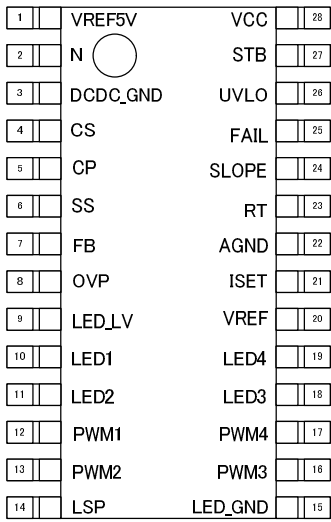 1 VREF5V VCC 28
2 N STB 27
3 DCDC_GND UVLO 26
4 CS FAIL 25
5 CP SLOPE 24
6 SS RT 23
7 FB AGND 22
8 OVP ISET 21
9 LED_LV VREF 20
10 LED1 LED4 19
11 LED2 LED3 18
12 PWM1 PWM4 17
13 PWM2 PWM3 16
14 LSP LED_GND 15